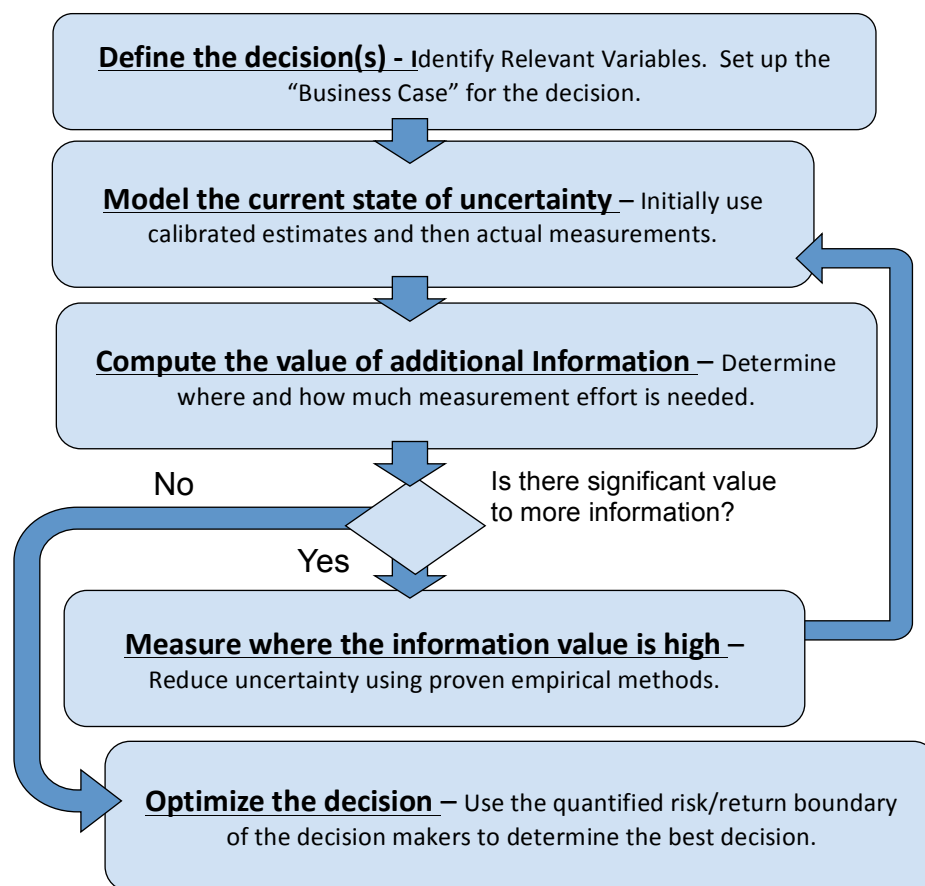 Define the decision(s) - Identify Relevant Variables.  Set up the
“Business Case” for the decision.
Model the current state of uncertainty – Initially use
calibrated estimates and then actual measurements.
Compute the value of additional Information – Determine
where and how much measurement effort is needed.
No
Is there significant value
to more information?
Yes
Measure where the information value is high –
Reduce uncertainty using proven empirical methods.
Optimize the decision – Use the quantified risk/return boundary
of the decision makers to determine the best decision.